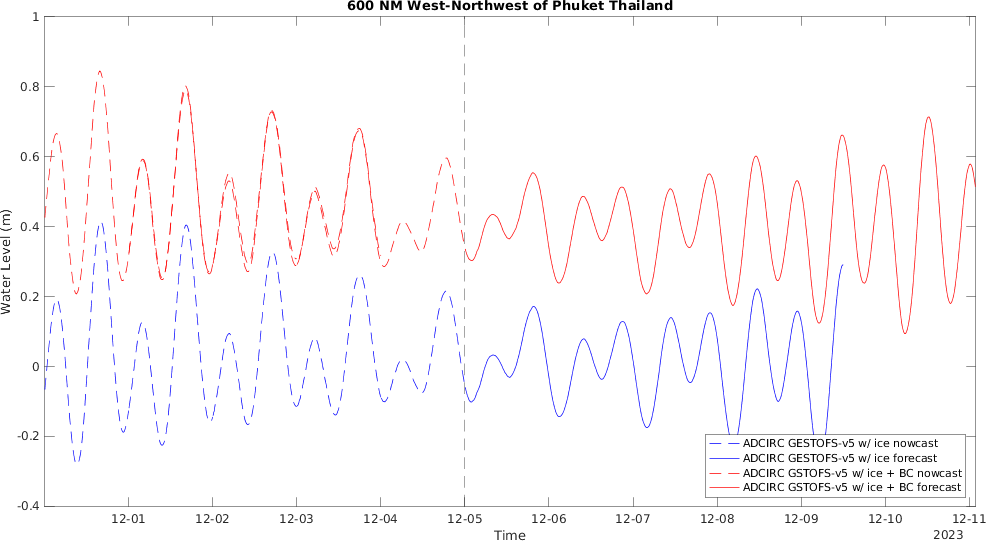 600 NM West-Northwest of Phuket Thailand
1
0.8
0.6
0.4
0.2
0
-0.2
-0.4
Water Level (m)
ADCIRC GESTOFS-v5 w/ ice nowcast
ADCIRC GESTOFS-v5 w/ ice forecast
ADCIRC GSTOFS-v5 w/ ice + BC nowcast
ADCIRC GSTOFS-v5 w/ ice + BC forecast
12-01 12-02 12-03 12-04 12-05 12-06 12-07 12-08 12-09 12-10 12-11
Time
2023